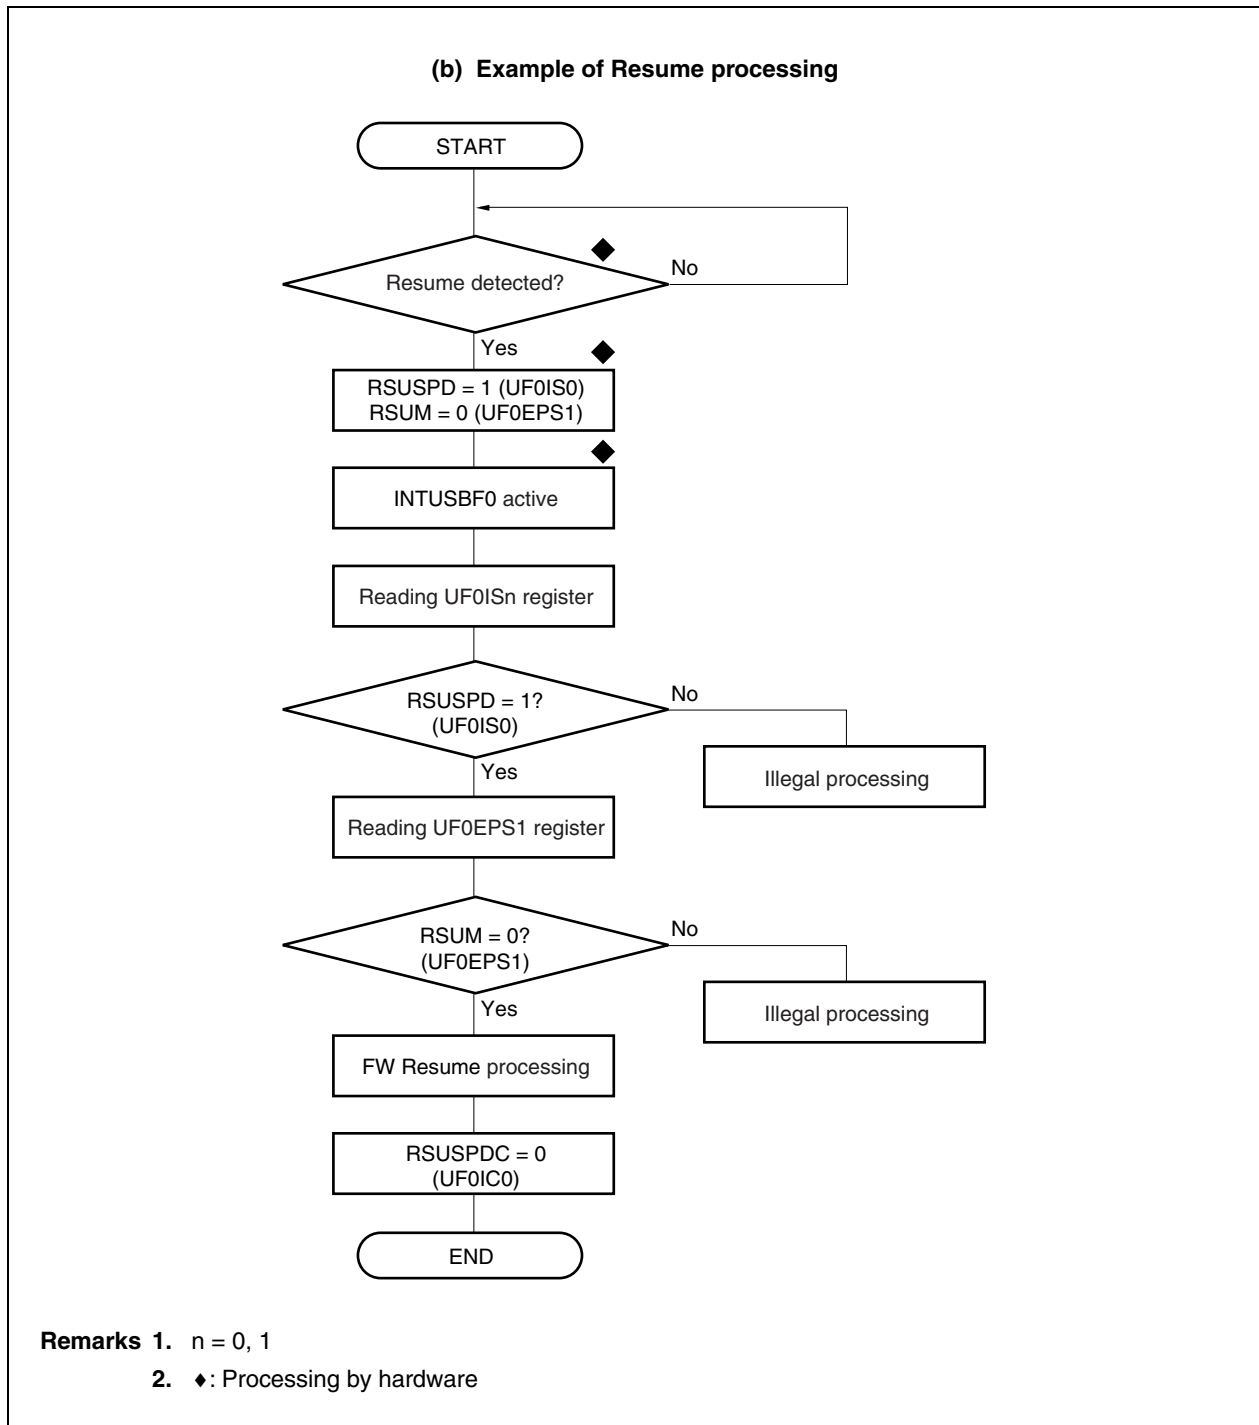 (b) Example of Resume processing
START
Resume detected?
No
Yes
RSUSPD = 1 (UF0IS0)
RSUM = 0 (UF0EPS1)
INTUSBF0 active
Reading UF0ISn register
RSUSPD = 1?
(UF0IS0)
No
Yes
Illegal processing
Reading UF0EPS1 register
RSUM = 0?
(UF0EPS1)
No
Yes
Illegal processing
FW Resume processing
RSUSPDC = 0
(UF0IC0)
END
Remarks 1. n = 0, 1
2. ♦: Processing by hardware